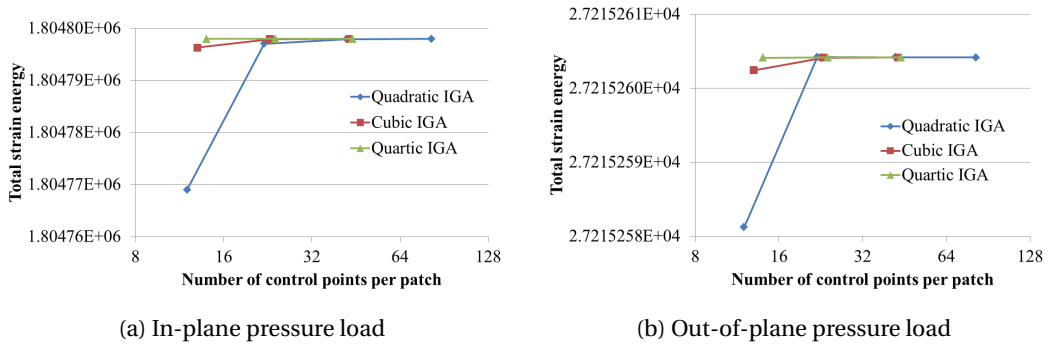 1.80480E+06
1.80479E+06
1.80478E+06
1.80477E+06
1.80476E+06
Total strain energy
8 16 32 64 128
Number of control points per patch
Quadratic IGA
Cubic IGA
Quartic IGA
(a) In-plane pressure load
2.7215261E+04
2.7215260E+04
2.7215259E+04
2.7215258E+04
Total strain energy
8 16 32 64 128
Number of control points per patch
Quadratic IGA
Cubic IGA
Quartic IGA
(b) Out-of-plane pressure load